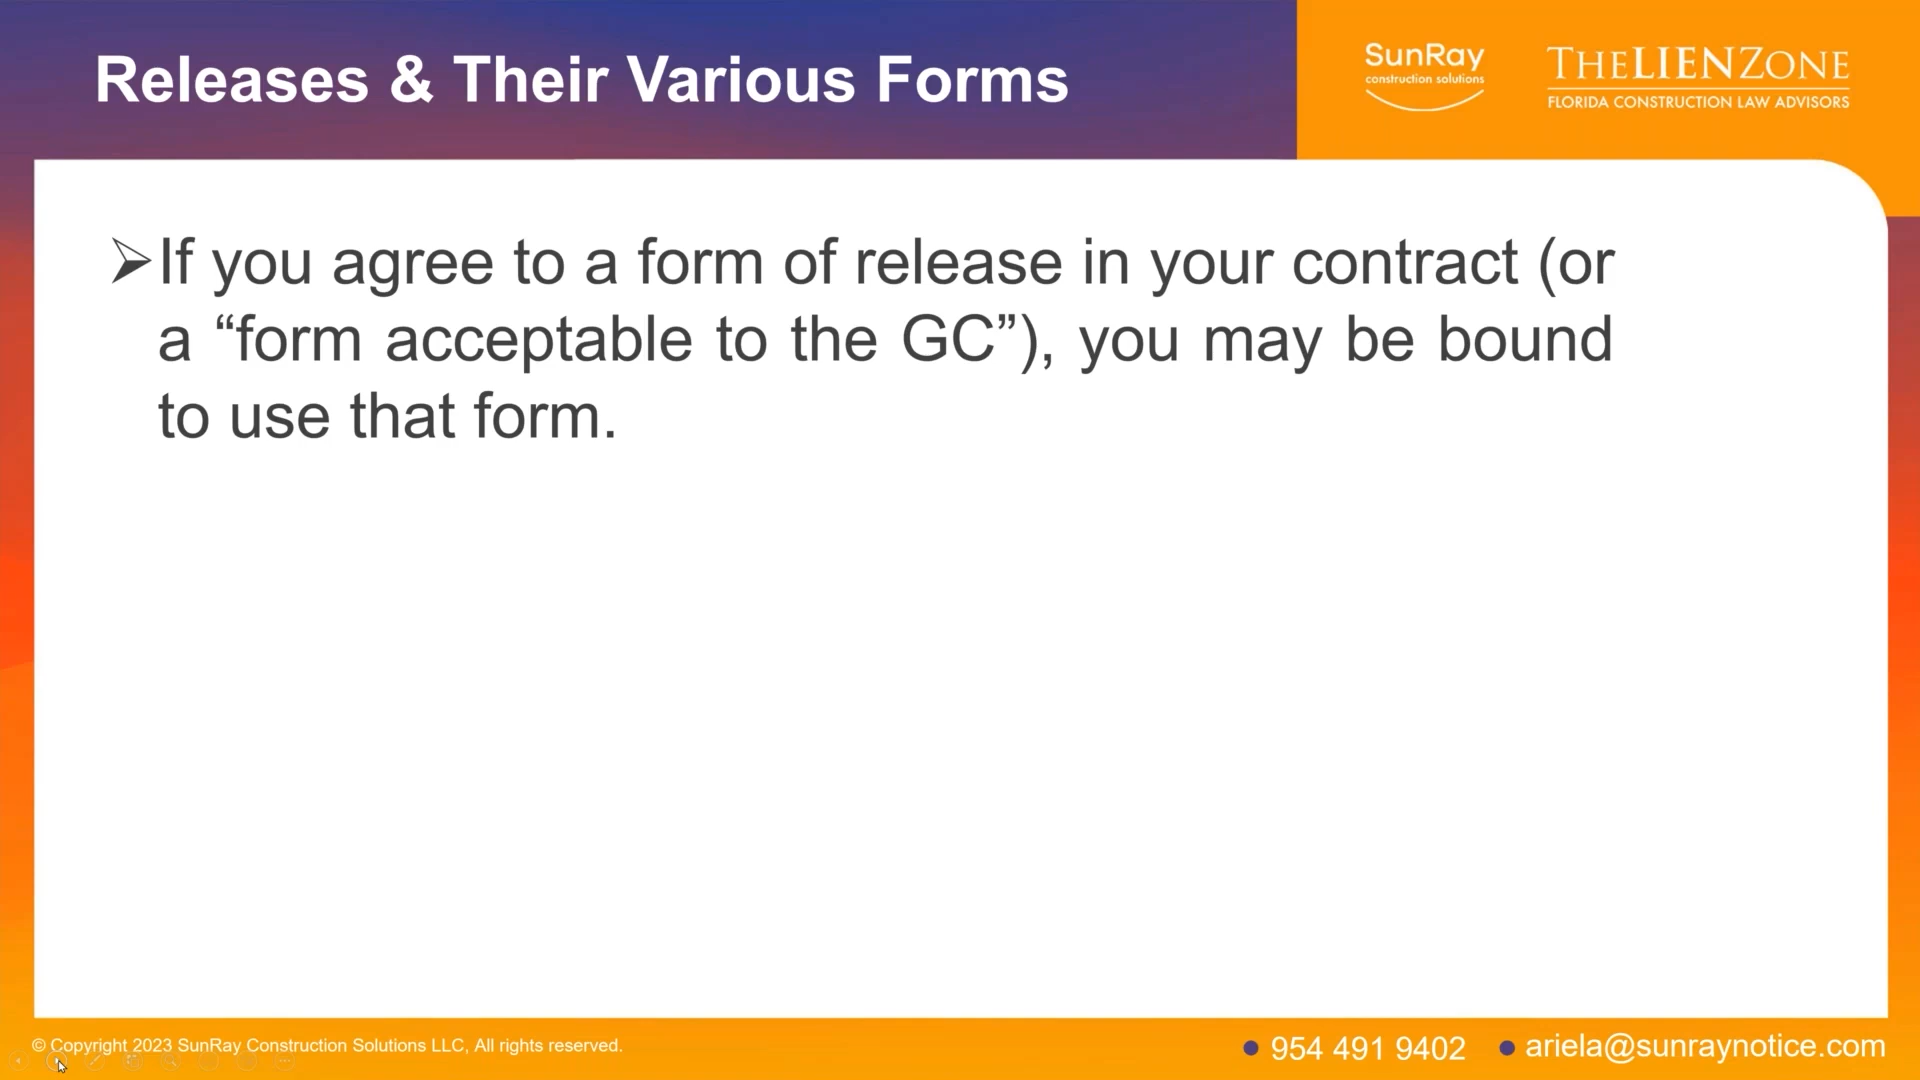 Releases & Their Various Forms
SunRay
construction solutions
THELIENZONE
FLORIDA CONSTRUCTION LAW ADVISORS
➢If you agree to a form of release in your contract (or
a “form acceptable to the GC”), you may be bound
to use that form.
© Copyright 2023 SunRay Construction Solutions LLC, All rights reserved.
• 954 491 9402 • ariela@sunraynotice.com